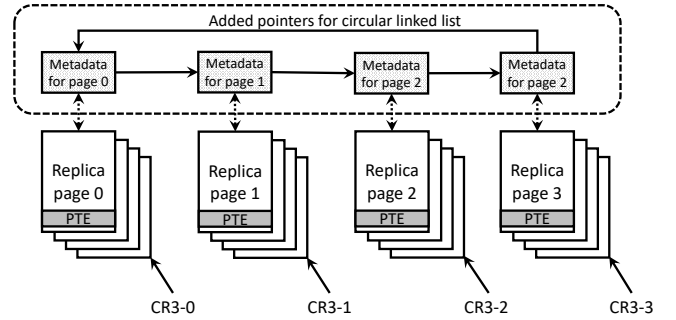 Added pointers for circular linked list
Metadata
for page 0
Metadata
for page 1
Metadata
for page 2
Metadata
for page 2
Replica
page 0
PTE
Replica
page 1
PTE
Replica
page 2
PTE
Replica
page 3
PTE
CR3-0
CR3-1
CR3-2
CR3-3